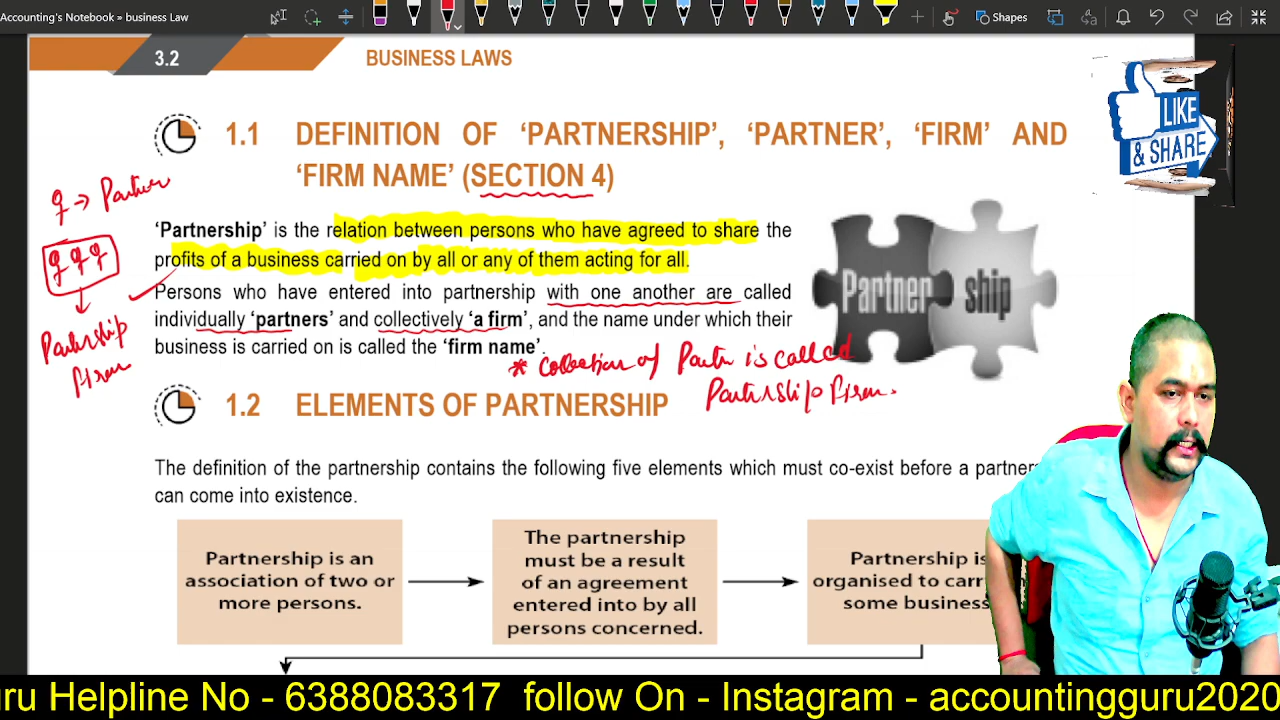 Accounting's Notebook » business Law
Shapes
3.2
BUSINESS LAWS
LIKE
& SHARE
1.1 DEFINITION OF ‘PARTNERSHIP’, ‘PARTNER’, ‘FIRM’ AND
‘FIRM NAME’ (SECTION 4)
→ Partner
‘Partnership’ is the relation between persons who have agreed to share the
profits of a business carried on by all or any of them acting for all.
Persons who have entered into partnership with one another are called
individually ‘partners’ and collectively ‘a firm’, and the name under which their
business is carried on is called the ‘firm name’.
Partnership
firm
Partner
ship
* Collection of Partn is called
Partnership firm.
1.2 ELEMENTS OF PARTNERSHIP
The definition of the partnership contains the following five elements which must co-exist before a partners
can come into existence.
Partnership is an
association of two or
more persons.
The partnership
must be a result
of an agreement
entered into by all
persons concerned.
Partnership is
organised to carr
some business
uru Helpline No - 6388083317 follow On - Instagram - accountingguru2020